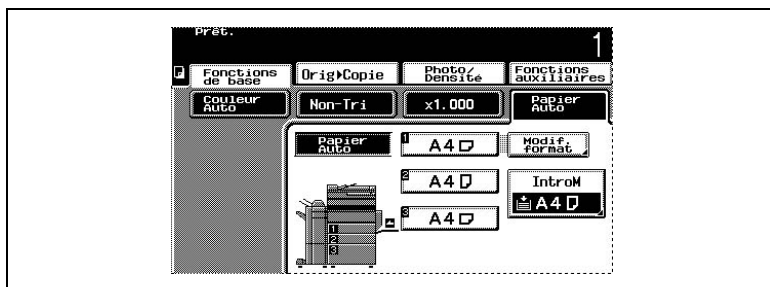 Prêt.
1
Fonctions
de base
Orig▸Copie
Photo/
Densité
Fonctions
auxiliaires
Couleur
Auto
Non-Tri
x1.000
Papier
Auto
Papier
Auto
1 A4
Modif.
format
2 A4
IntroM
A4
3 A4
1
2
3